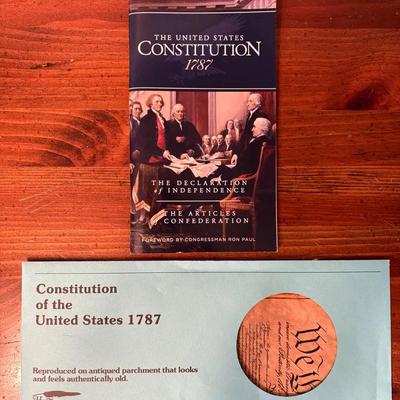 THE UNITED STATES
CONSTITUTION
1787
THE DECLARATION
of INDEPENDENCE
THE ARTICLES
of CONFEDERATION
FOREWORD BY CONGRESSMAN RON PAUL
Constitution
of the
United States 1787
Reproduced on antiqued parchment that looks
and feels authentically old.
We